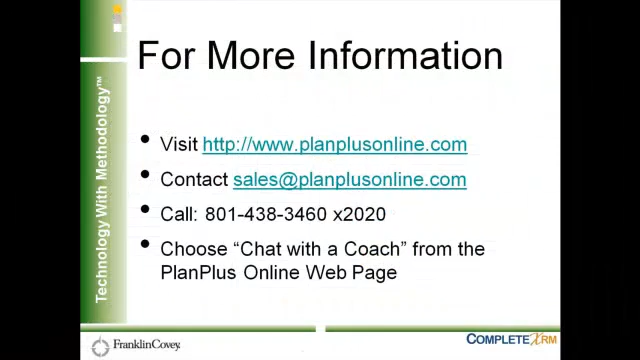 For More Information
• Visit http://www.planplusonline.com
• Contact sales@planplusonline.com
• Call: 801-438-3460 x2020
• Choose “Chat with a Coach” from the
PlanPlus Online Web Page
Technology With Methodology™
FranklinCovey.
COMPLETEXRM